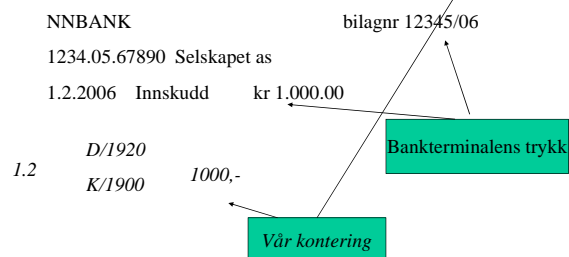 NNBANK bilagnr 12345/06
1234.05.67890 Selskapet as
1.2.2006 Innskudd kr 1.000.00
Bankterminalens trykk
D/1920
1.2 1000,-
K/1900
Vår kontering